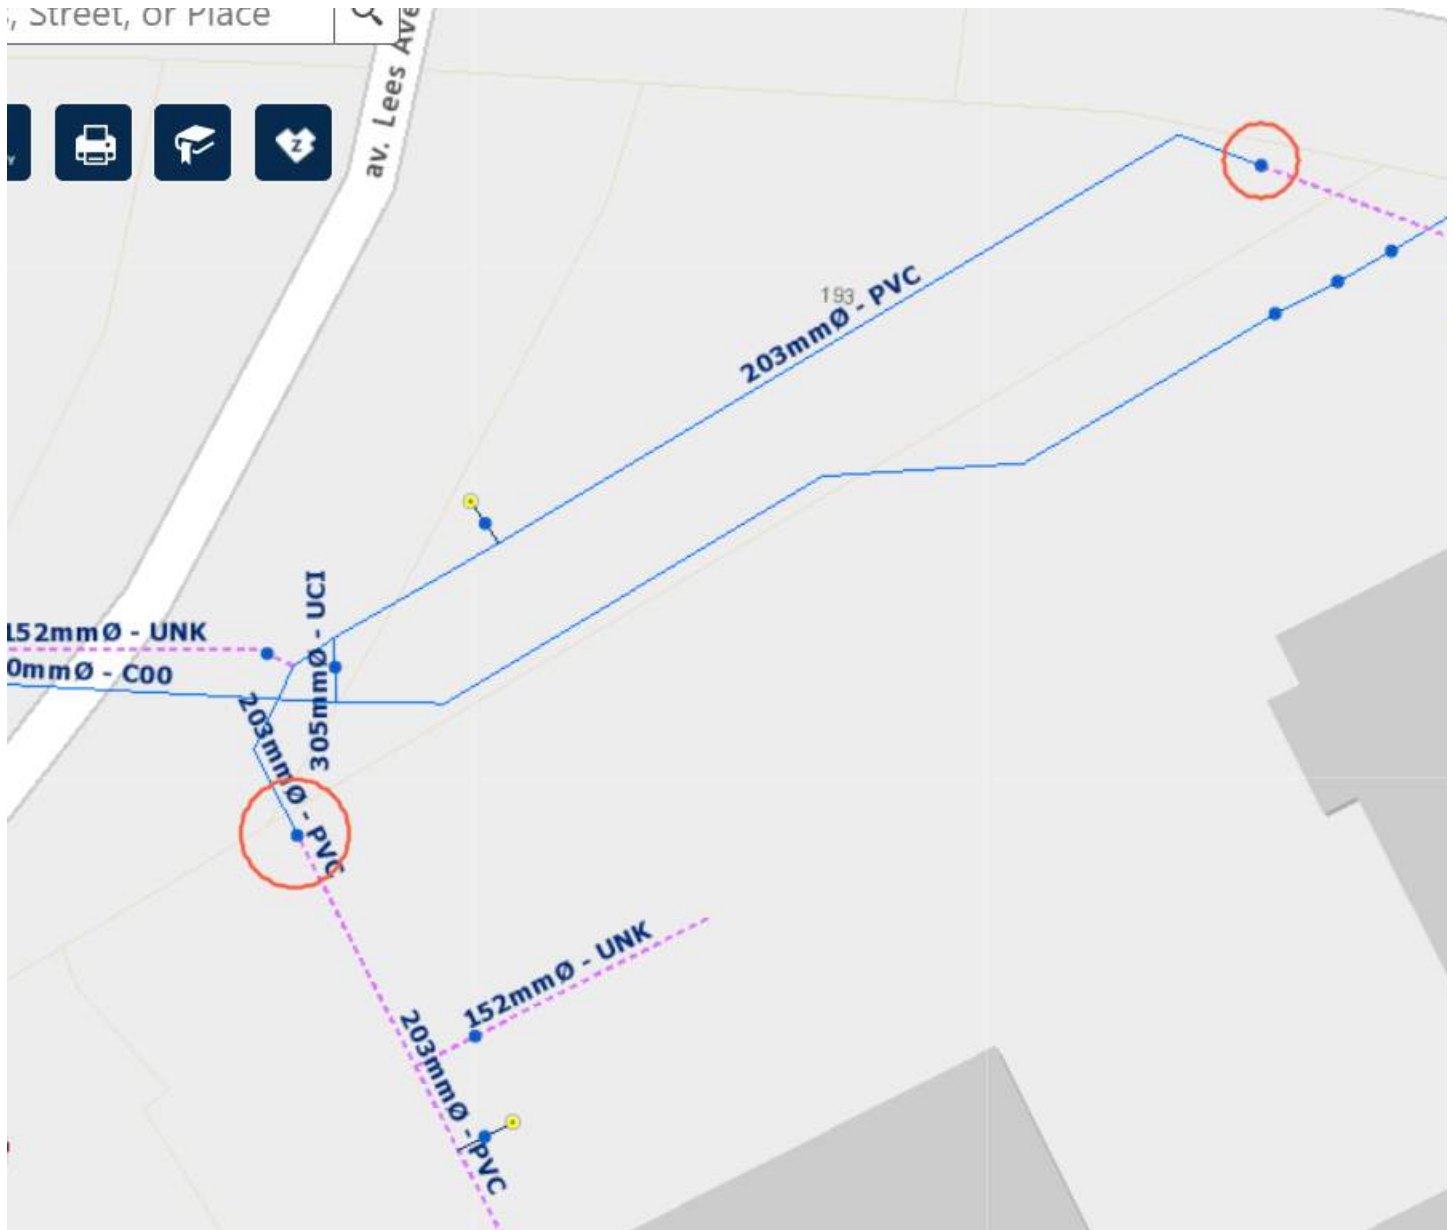 , Street, or Place
av. Lees Ave
z
193
203mmØ - PVC
305mmØ - UCI
152mmØ - UNK
0mmØ - C00
203mmØ - PVC
152mmØ - UNK
203mmØ - PVC